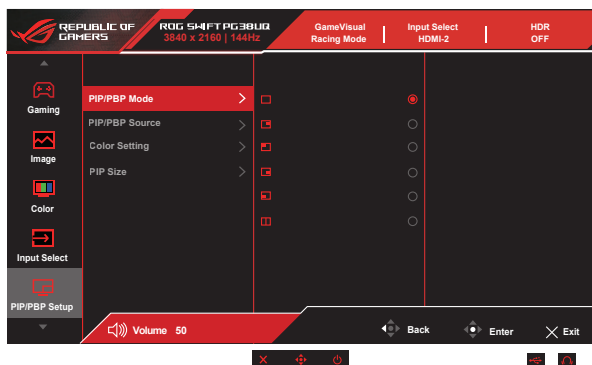 REPUBLIC OF GAMERS
ROG SWIFT PG38UQ
3840 x 2160 | 144Hz
GameVisual
Racing Mode
Input Select
HDMI-2
HDR
OFF
Gaming
Image
Color
Input Select
PIP/PBP Setup
PIP/PBP Mode
PIP/PBP Source
Color Setting
PIP Size
Volume 50
Back
Enter
Exit